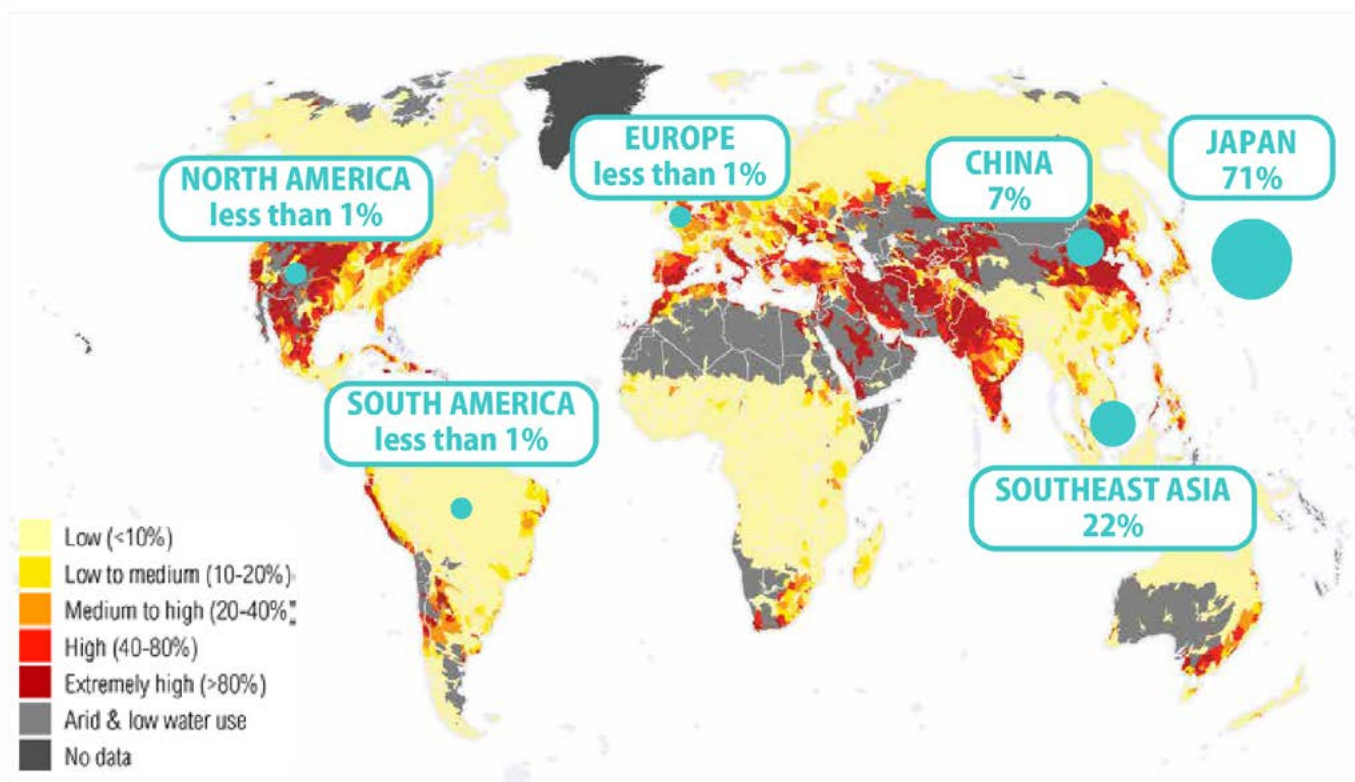 EUROPE
less than 1%
JAPAN
71%
CHINA
7%
NORTH AMERICA
less than 1%
SOUTH AMERICA
less than 1%
SOUTHEAST ASIA
22%
Low (<10%)
Low to medium (10-20%)
Medium to high (20-40%
High (40-80%)
Extremely high (>80%)
Arid & low water use
No data